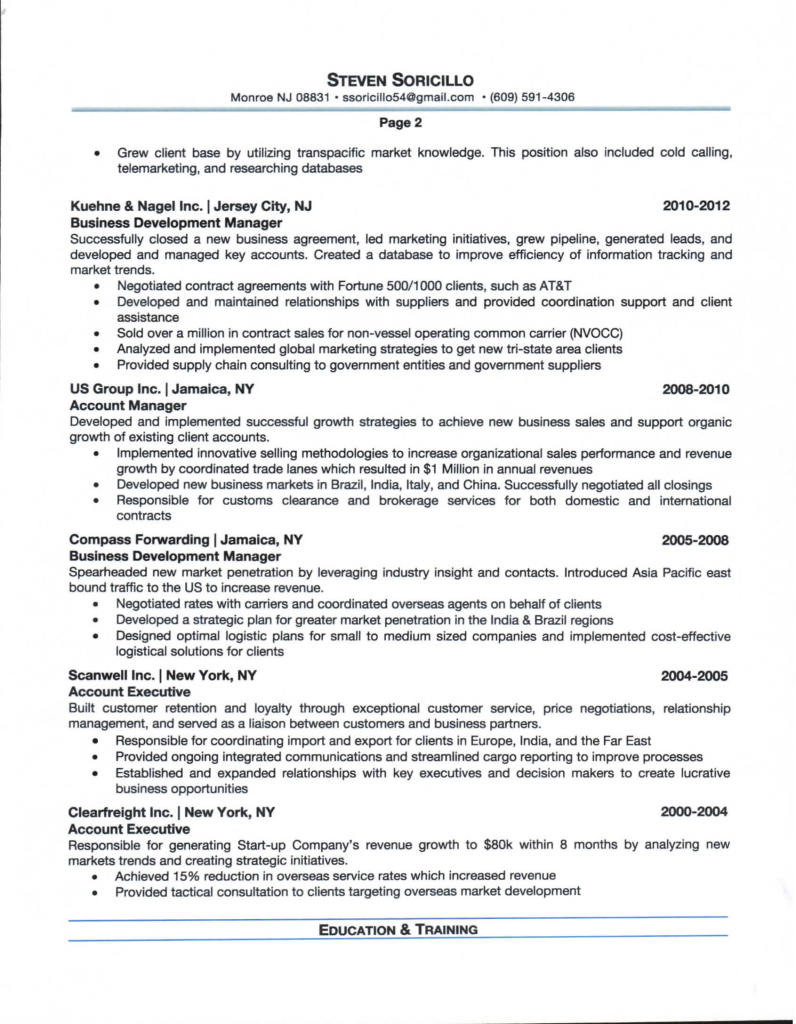 STEVEN SORICILLO
Monroe NJ 08831 • ssoricillo54@gmail.com • (609) 591-4306
Page 2
• Grew client base by utilizing transpacific market knowledge. This position also included cold calling,
telemarketing, and researching databases
Kuehne & Nagel Inc. | Jersey City, NJ 2010-2012
Business Development Manager
Successfully closed a new business agreement, led marketing initiatives, grew pipeline, generated leads, and
developed and managed key accounts. Created a database to improve efficiency of information tracking and
market trends.
• Negotiated contract agreements with Fortune 500/1000 clients, such as AT&T
• Developed and maintained relationships with suppliers and provided coordination support and client
assistance
• Sold over a million in contract sales for non-vessel operating common carrier (NVOCC)
• Analyzed and implemented global marketing strategies to get new tri-state area clients
• Provided supply chain consulting to government entities and government suppliers
US Group Inc. | Jamaica, NY 2008-2010
Account Manager
Developed and implemented successful growth strategies to achieve new business sales and support organic
growth of existing client accounts.
• Implemented innovative selling methodologies to increase organizational sales performance and revenue
growth by coordinated trade lanes which resulted in $1 Million in annual revenues
• Developed new business markets in Brazil, India, Italy, and China. Successfully negotiated all closings
• Responsible for customs clearance and brokerage services for both domestic and international
contracts
Compass Forwarding | Jamaica, NY 2005-2008
Business Development Manager
Spearheaded new market penetration by leveraging industry insight and contacts. Introduced Asia Pacific east
bound traffic to the US to increase revenue.
• Negotiated rates with carriers and coordinated overseas agents on behalf of clients
• Developed a strategic plan for greater market penetration in the India & Brazil regions
• Designed optimal logistic plans for small to medium sized companies and implemented cost-effective
logistical solutions for clients
Scanwell Inc. | New York, NY 2004-2005
Account Executive
Built customer retention and loyalty through exceptional customer service, price negotiations, relationship
management, and served as a liaison between customers and business partners.
• Responsible for coordinating import and export for clients in Europe, India, and the Far East
• Provided ongoing integrated communications and streamlined cargo reporting to improve processes
• Established and expanded relationships with key executives and decision makers to create lucrative
business opportunities
Clearfreight Inc. | New York, NY 2000-2004
Account Executive
Responsible for generating Start-up Company's revenue growth to $80k within 8 months by analyzing new
markets trends and creating strategic initiatives.
• Achieved 15% reduction in overseas service rates which increased revenue
• Provided tactical consultation to clients targeting overseas market development
EDUCATION & TRAINING